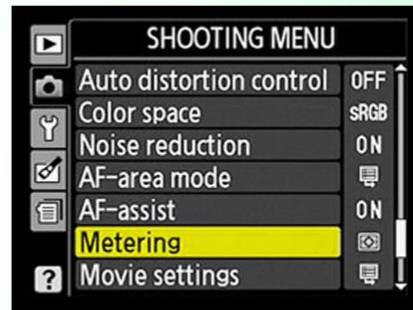 SHOOTING MENU
Auto distortion control OFF
Color space sRGB
Noise reduction ON
AF-area mode
AF-assist ON
Metering
Movie settings
?